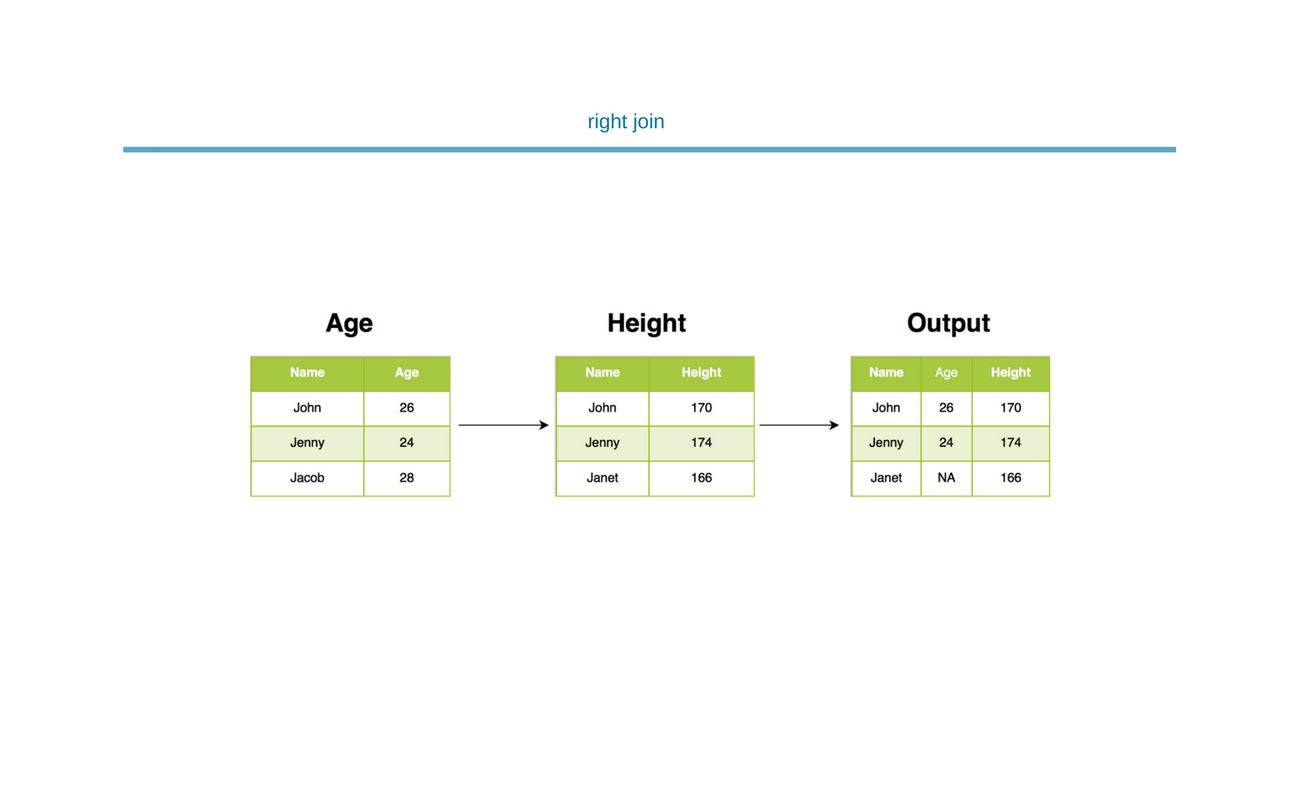 right join
Age Height Output
Name Age Name Height Name Age Height
John 26 John 170 John 26 170
Jenny 24 Jenny 174 Jenny 24 174
Jacob 28 Janet 166 Janet NA 166